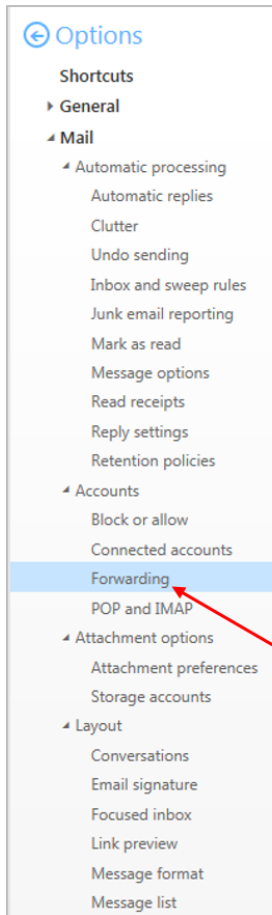 Options
Shortcuts
General
Mail
Automatic processing
Automatic replies
Clutter
Undo sending
Inbox and sweep rules
Junk email reporting
Mark as read
Message options
Read receipts
Reply settings
Retention policies
Accounts
Block or allow
Connected accounts
Forwarding
POP and IMAP
Attachment options
Attachment preferences
Storage accounts
Layout
Conversations
Email signature
Focused inbox
Link preview
Message format
Message list